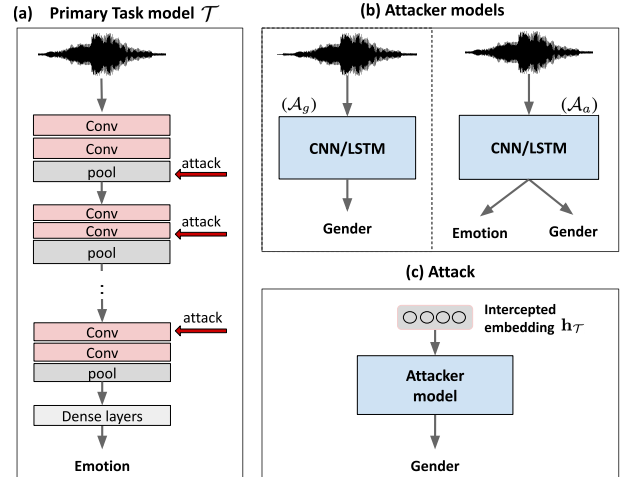 (a) Primary Task model 𝒯
Conv
Conv
pool
attack
Conv
Conv
attack
pool
:
Conv
attack
Conv
pool
Dense layers
Emotion
(b) Attacker models
(𝒜g)
CNN/LSTM
Gender
(𝒜a)
CNN/LSTM
Emotion
Gender
(c) Attack
Intercepted
embedding h𝒯
Attacker
model
Gender